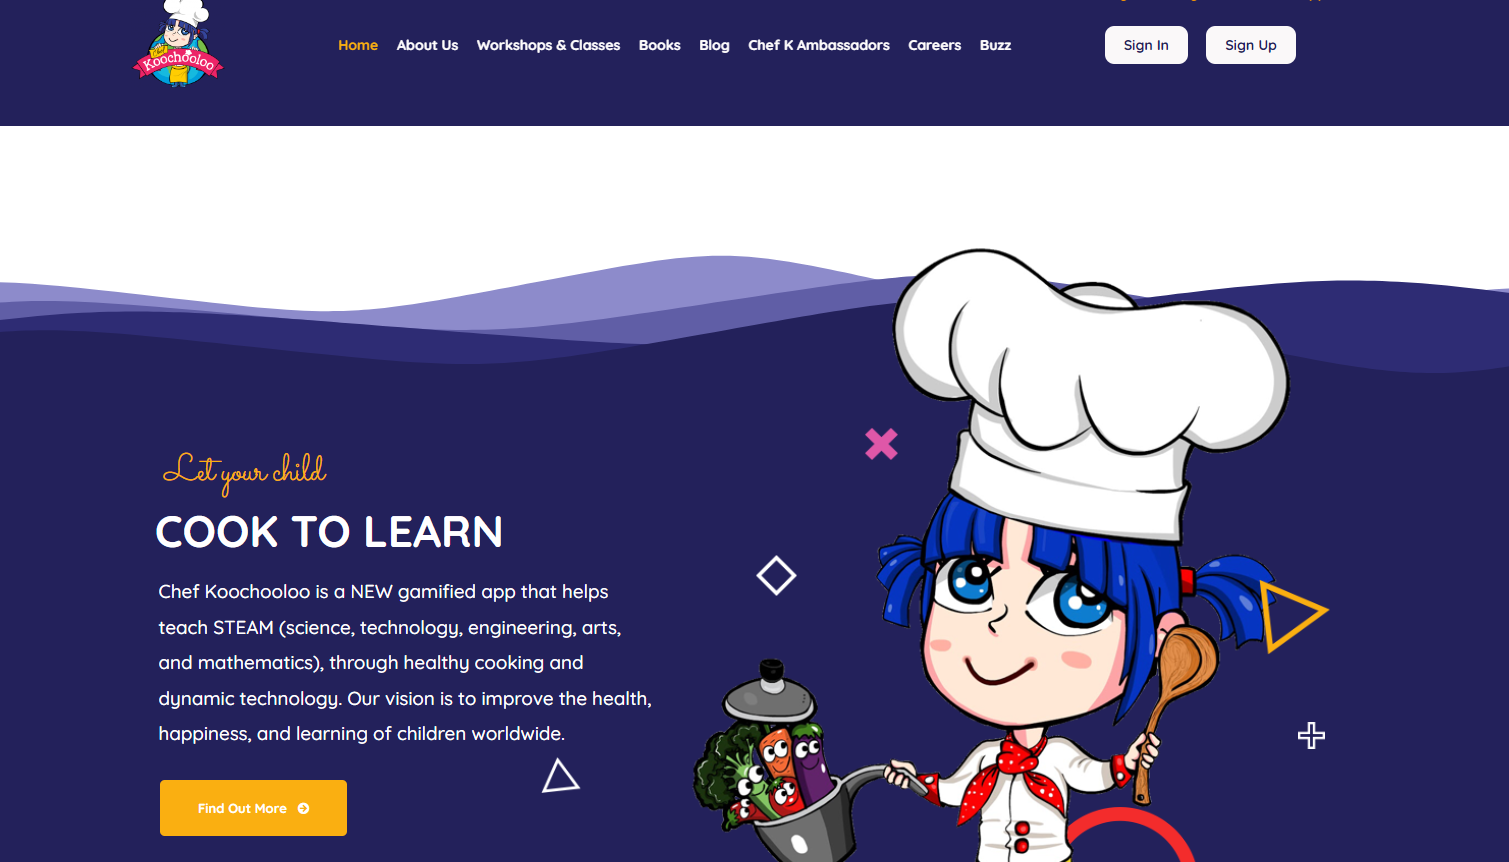 Koochooloo
Home About Us Workshops & Classes Books Blog Chef K Ambassadors Careers Buzz
Sign In Sign Up
Let your child
COOK TO LEARN
Chef Koochooloo is a NEW gamified app that helps
teach STEAM (science, technology, engineering, arts,
and mathematics), through healthy cooking and
dynamic technology. Our vision is to improve the health,
happiness, and learning of children worldwide.
Find Out More